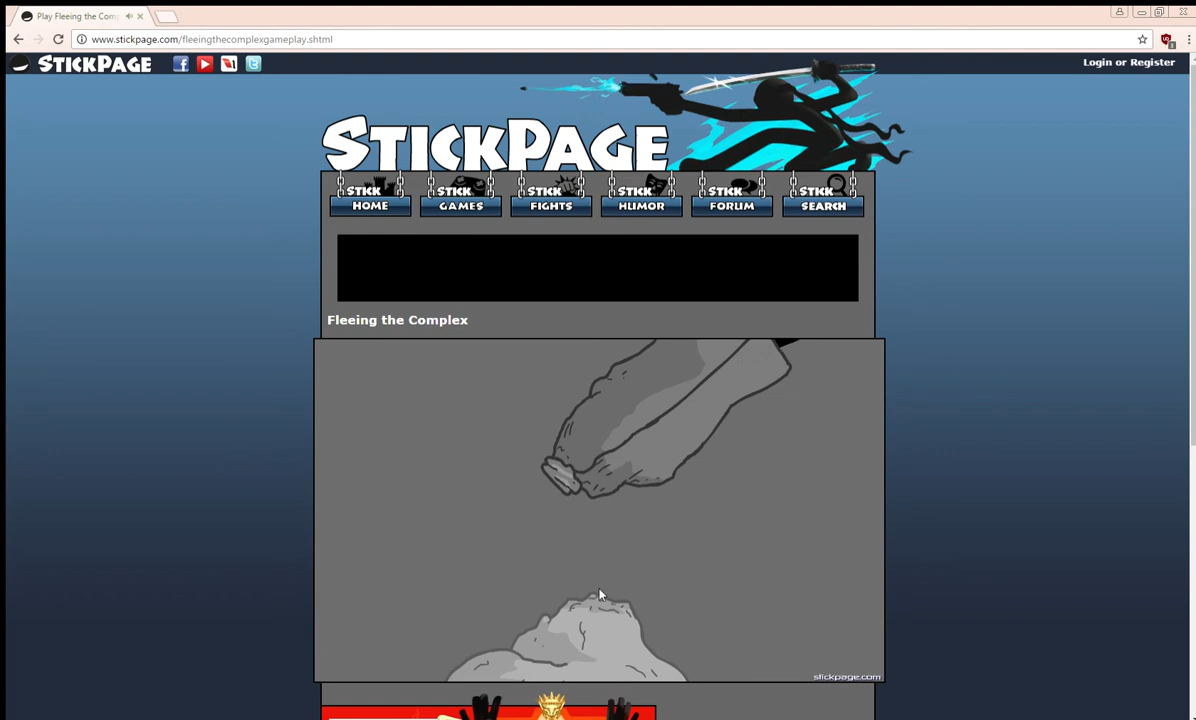 Play Fleeing the Com
www.stickpage.com/fleeingthecomplexgameplay.shtml
STICKPAGE
Login or Register
STICKPAGE
STICK HOME
STICK GAMES
STICK FIGHTS
STICK HUMOR
STICK FORUM
STICK SEARCH
Fleeing the Complex
stickpage.com